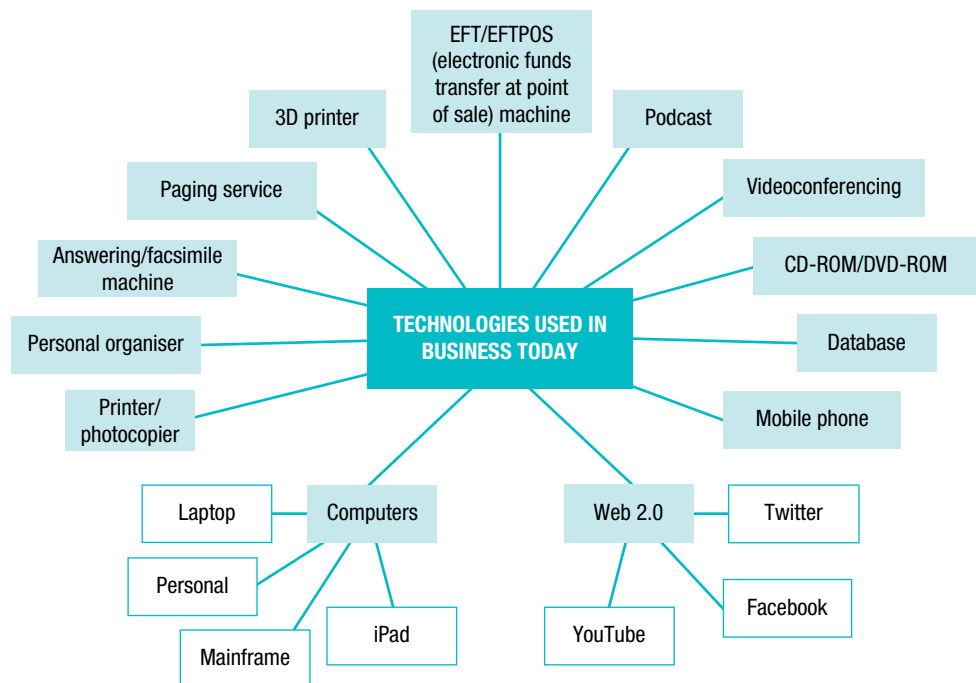 EFT/EFTPOS
(electronic funds
transfer at point
of sale) machine
3D printer
Podcast
Paging service
Videoconferencing
Answering/facsimile
machine
CD-ROM/DVD-ROM
TECHNOLOGIES USED IN
BUSINESS TODAY
Personal organiser
Database
Printer/
photocopier
Mobile phone
Laptop
Computers
Web 2.0
Twitter
Personal
Mainframe
iPad
YouTube
Facebook